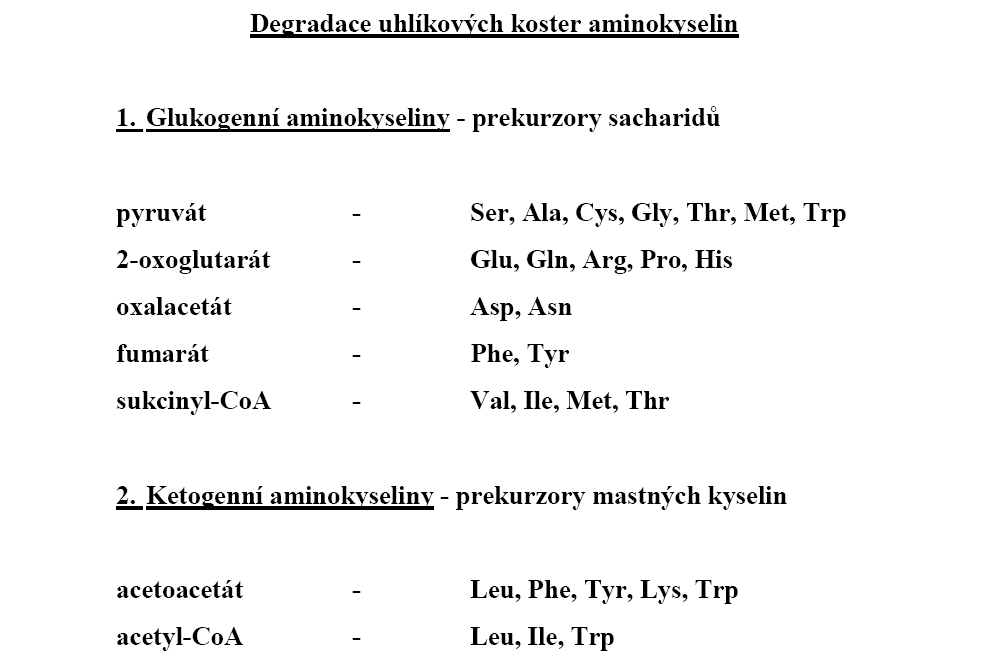 Degradace uhlíkových koster aminokyselin
1. Glukogenní aminokyseliny - prekurzory sacharidů
pyruvát - Ser, Ala, Cys, Gly, Thr, Met, Trp
2-oxoglutarát - Glu, Gln, Arg, Pro, His
oxalacetát - Asp, Asn
fumarát - Phe, Tyr
sukcinyl-CoA - Val, Ile, Met, Thr
2. Ketogenní aminokyseliny - prekurzory mastných kyselin
acetoacetát - Leu, Phe, Tyr, Lys, Trp
acetyl-CoA - Leu, Ile, Trp